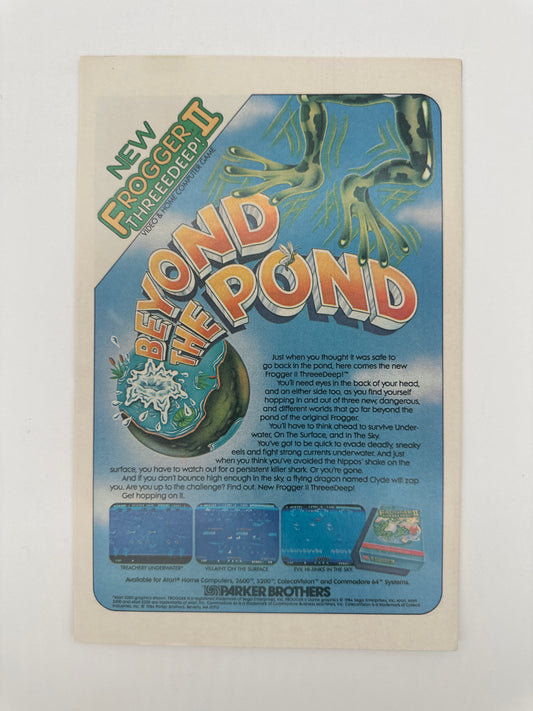 NEW
FROGGER II
THREEEDEEP!
VIDEO & HOME COMPUTER GAME
BEYOND
THE POND
Just when you thought it was safe to
go back in the pond, here comes the new
Frogger II ThreeeDeep!™
You'll need eyes in the back of your head,
and on either side too, as you find yourself
hopping in and out of three new, dangerous,
and different worlds that go far beyond the
pond of the original Frogger.
You'll have to think ahead to survive Under-
water, On The Surface, and In The Sky.
You've got to be quick to evade deadly, sneaky
eels and fight strong currents underwater. And just
when you think you've avoided the hippos' shake on the
surface, you have to watch out for a persistent killer shark. Or you're gone.
And if you don't bounce high enough in the sky, a flying dragon named Clyde will zap
you. Are you up to the challenge? Find out. New Frogger II ThreeeDeep!
Get hopping on it.
TREACHERY UNDERWATER*
VILLAINY ON THE SURFACE*
EVIL HI-JINKS IN THE SKY*
Available for Atari® Home Computers, 2600™, 5200™, ColecoVision™ and Commodore 64™ Systems.
PARKER BROTHERS